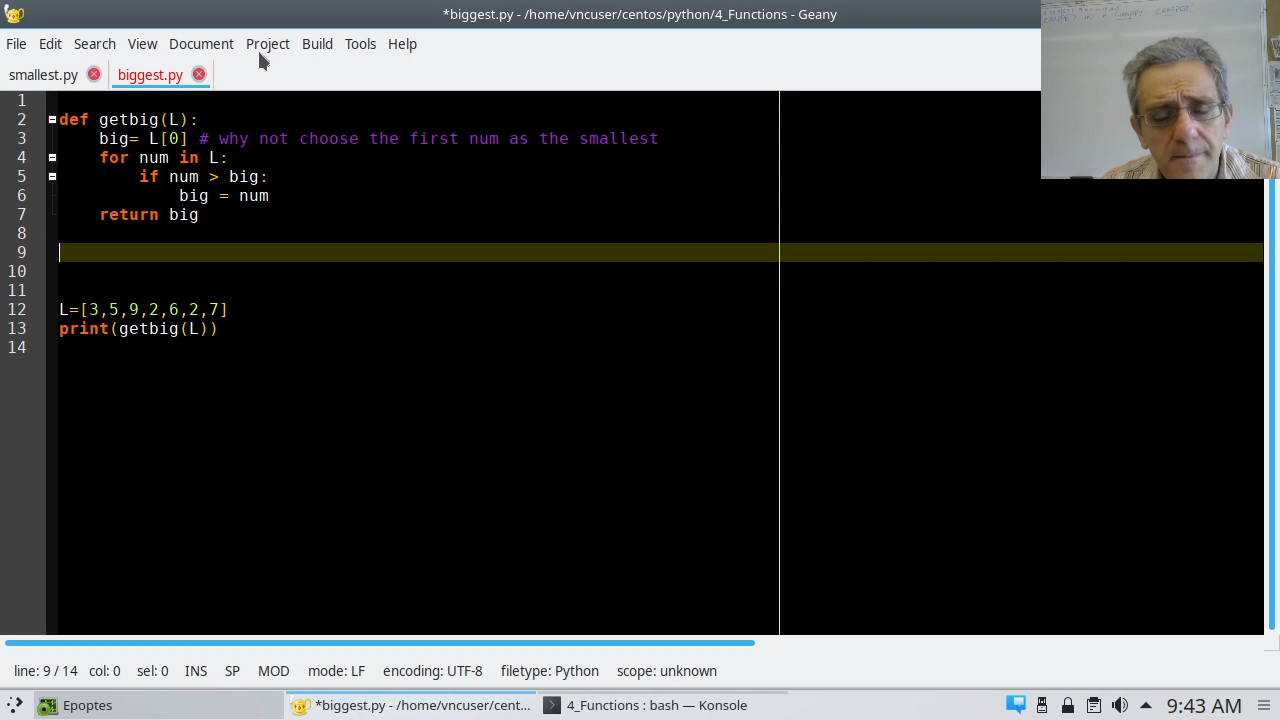 *biggest.py - /home/vncuser/centos/python/4_Functions - Geany
File Edit Search View Document Project Build Tools Help
smallest.py biggest.py
1
2 def getbig(L):
3 big= L[0] # why not choose the first num as the smallest
4 for num in L:
5 if num > big:
6 big = num
7 return big
8
9
10
11
12 L=[3,5,9,2,6,2,7]
13 print(getbig(L))
14
line: 9 / 14 col: 0 sel: 0 INS SP MOD mode: LF encoding: UTF-8 filetype: Python scope: unknown
Epoptes *biggest.py - /home/vncuser/cent... 4_Functions : bash — Konsole 9:43 AM